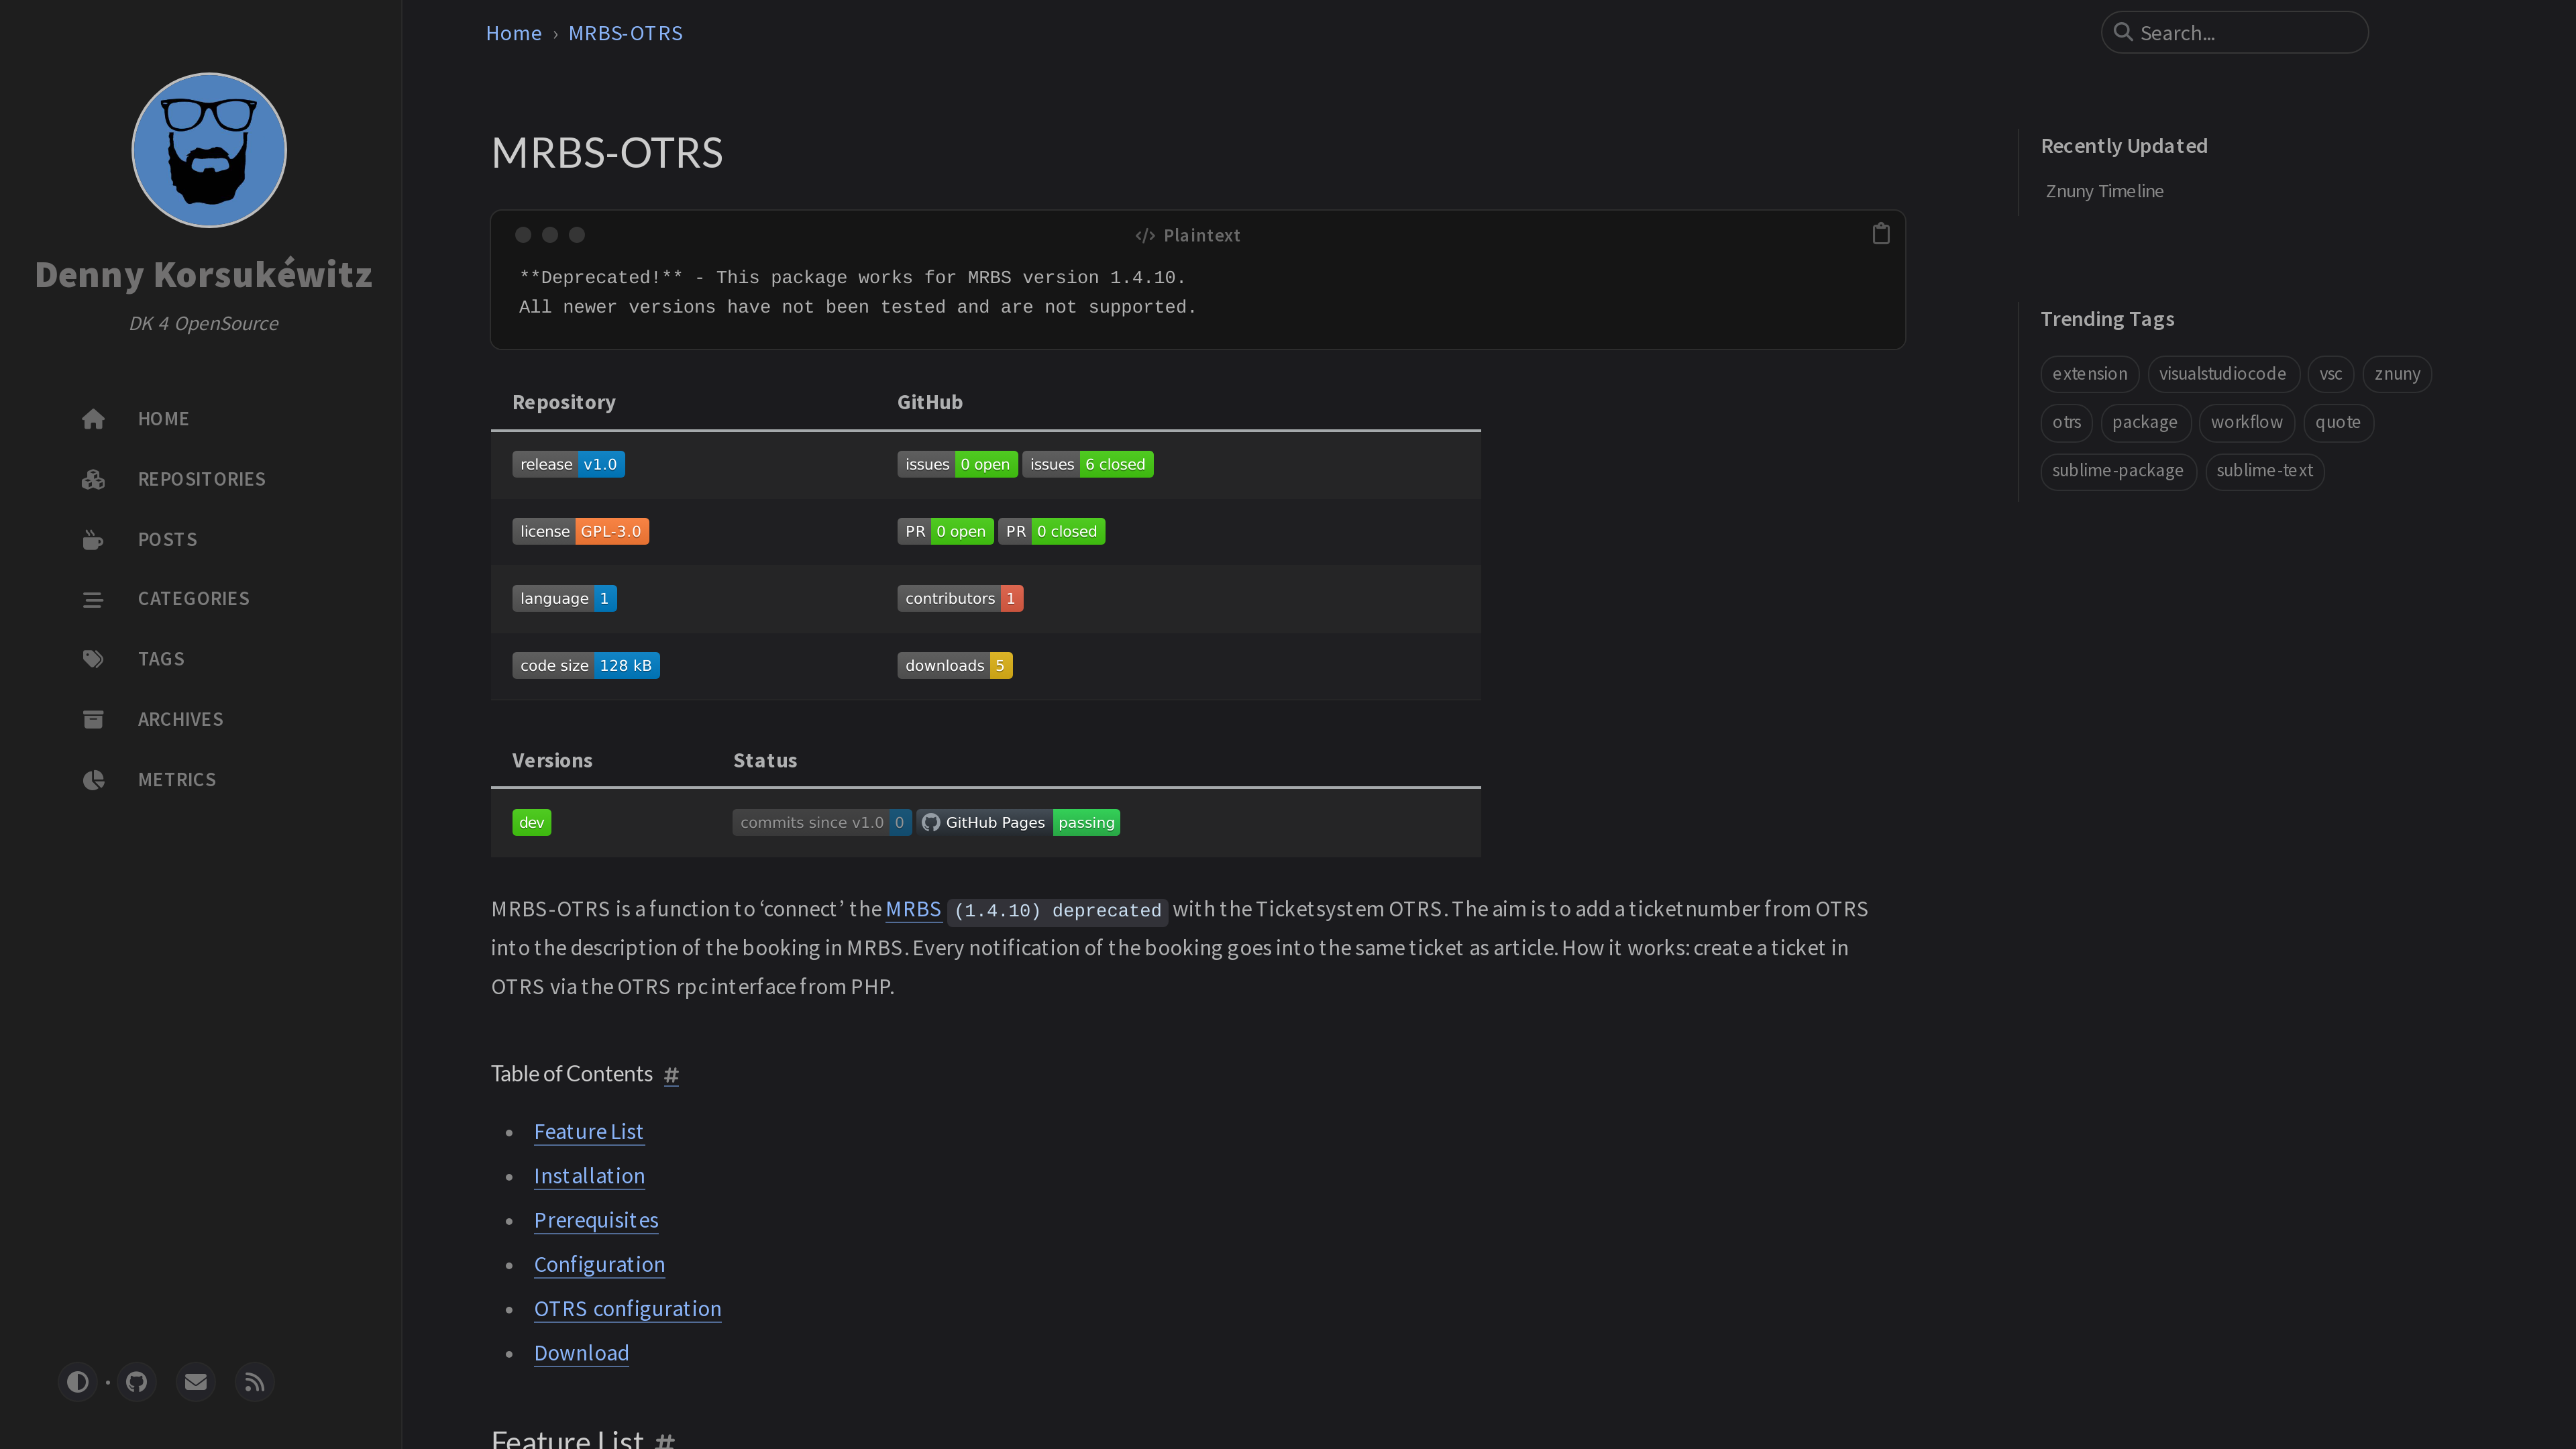 Denny Korsukéwitz
DK 4 OpenSource
HOME
REPOSITORIES
POSTS
CATEGORIES
TAGS
ARCHIVES
METRICS
Home › MRBS-OTRS
Search...
MRBS-OTRS
Plaintext
**Deprecated!** - This package works for MRBS version 1.4.10.
All newer versions have not been tested and are not supported.
Repository GitHub
release v1.0 issues 0 open issues 6 closed
license GPL-3.0 PR 0 open PR 0 closed
language 1 contributors 1
code size 128 kB downloads 5
Versions Status
dev commits since v1.0 0 GitHub Pages passing
MRBS-OTRS is a function to ‘connect’ the MRBS (1.4.10) deprecated with the Ticketsystem OTRS. The aim is to add a ticketnumber from OTRS
into the description of the booking in MRBS. Every notification of the booking goes into the same ticket as article. How it works: create a ticket in
OTRS via the OTRS rpc interface from PHP.
Table of Contents #
Feature List
Installation
Prerequisites
Configuration
OTRS configuration
Download
Feature List #
Recently Updated
Znuny Timeline
Trending Tags
extension visualstudiocode vsc znuny
otrs package workflow quote
sublime-package sublime-text